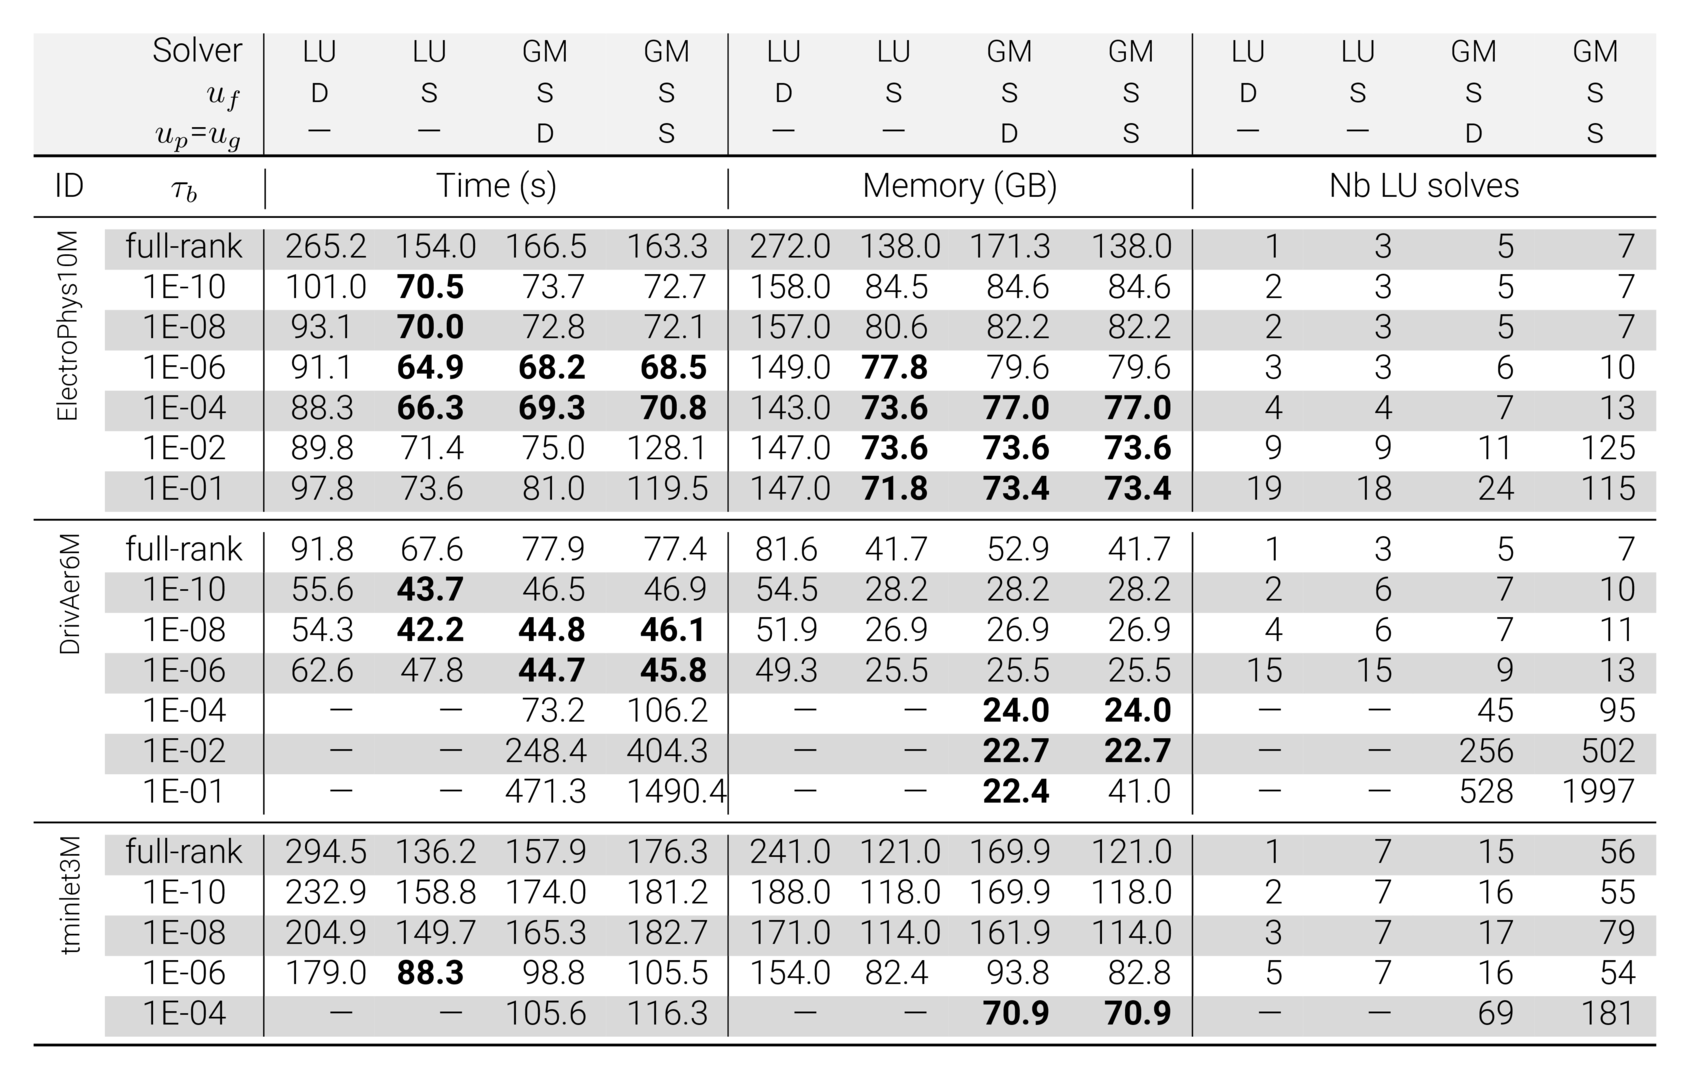 Solver LU LU GM GM LU LU GM GM LU LU GM GM
u_f D S S S D S S S D S S S
u_p=u_g — — D S — — D S — — D S
ID τ_b Time (s) Memory (GB) Nb LU solves
ElectroPhys10M
full-rank 265.2 154.0 166.5 163.3 272.0 138.0 171.3 138.0 1 3 5 7
1E-10 101.0 70.5 73.7 72.7 158.0 84.5 84.6 84.6 2 3 5 7
1E-08 93.1 70.0 72.8 72.1 157.0 80.6 82.2 82.2 2 3 5 7
1E-06 91.1 64.9 68.2 68.5 149.0 77.8 79.6 79.6 3 3 6 10
1E-04 88.3 66.3 69.3 70.8 143.0 73.6 77.0 77.0 4 4 7 13
1E-02 89.8 71.4 75.0 128.1 147.0 73.6 73.6 73.6 9 9 11 125
1E-01 97.8 73.6 81.0 119.5 147.0 71.8 73.4 73.4 19 18 24 115
DrivAer6M
full-rank 91.8 67.6 77.9 77.4 81.6 41.7 52.9 41.7 1 3 5 7
1E-10 55.6 43.7 46.5 46.9 54.5 28.2 28.2 28.2 2 6 7 10
1E-08 54.3 42.2 44.8 46.1 51.9 26.9 26.9 26.9 4 6 7 11
1E-06 62.6 47.8 44.7 45.8 49.3 25.5 25.5 25.5 15 15 9 13
1E-04 — — 73.2 106.2 — — 24.0 24.0 — — 45 95
1E-02 — — 248.4 404.3 — — 22.7 22.7 — — 256 502
1E-01 — — 471.3 1490.4 — — 22.4 41.0 — — 528 1997
tminlet3M
full-rank 294.5 136.2 157.9 176.3 241.0 121.0 169.9 121.0 1 7 15 56
1E-10 232.9 158.8 174.0 181.2 188.0 118.0 169.9 118.0 2 7 16 55
1E-08 204.9 149.7 165.3 182.7 171.0 114.0 161.9 114.0 3 7 17 79
1E-06 179.0 88.3 98.8 105.5 154.0 82.4 93.8 82.8 5 7 16 54
1E-04 — — 105.6 116.3 — — 70.9 70.9 — — 69 181